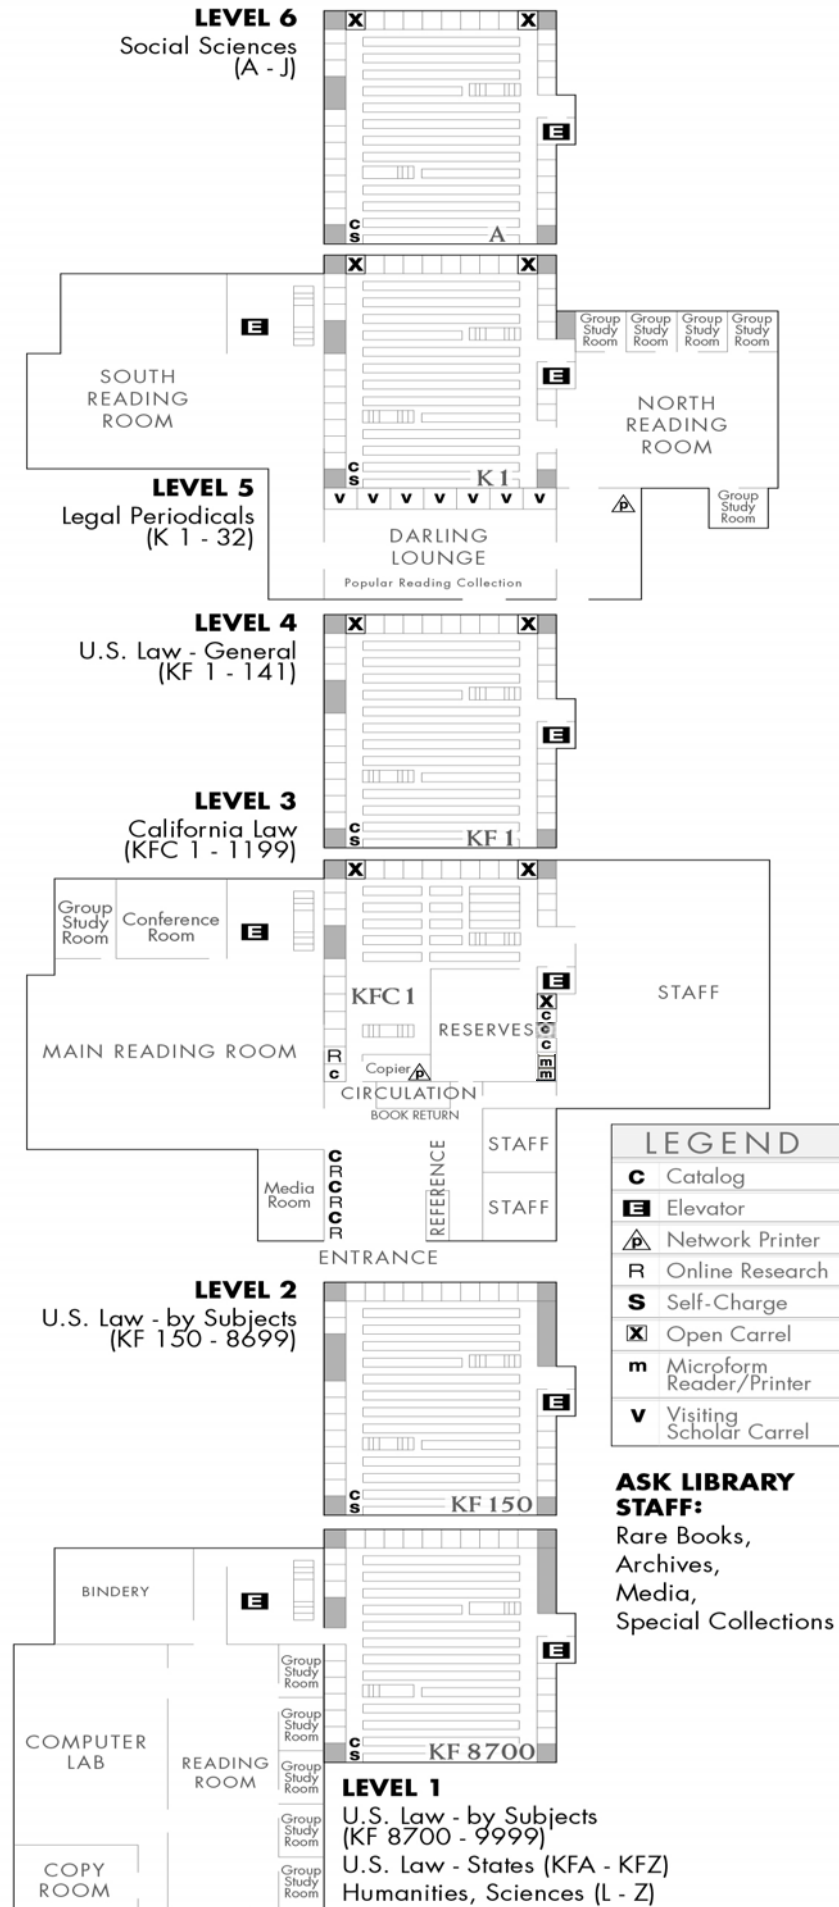 LEVEL 6
Social Sciences
(A - J)
X X
E
C
S
A
X X
E
Group Study Room
Group Study Room
Group Study Room
Group Study Room
E
SOUTH
READING
ROOM
NORTH
READING
ROOM
C
S
K 1
LEVEL 5
Legal Periodicals
(K 1 - 32)
V V V V V V V
p
Group
Study
Room
DARLING
LOUNGE
Popular Reading Collection
LEVEL 4
U.S. Law - General
(KF 1 - 141)
X X
E
C
S
KF 1
LEVEL 3
California Law
(KFC 1 - 1199)
X X
Group
Study
Room
Conference
Room
E
E
KFC 1
X
C
C
C
m
m
RESERVES
STAFF
MAIN READING ROOM
R
C
Copier
p
CIRCULATION
BOOK RETURN
REFERENCE
STAFF
STAFF
Media
Room
C
R
C
R
C
R
ENTRANCE
LEGEND
C Catalog
E Elevator
p Network Printer
R Online Research
S Self-Charge
X Open Carrel
m Microform
Reader/Printer
V Visiting
Scholar Carrel
LEVEL 2
U.S. Law - by Subjects
(KF 150 - 8699)
E
C
S
KF 150
ASK LIBRARY
STAFF:
Rare Books,
Archives,
Media,
Special Collections
BINDERY
E
E
Group
Study
Room
Group
Study
Room
Group
Study
Room
Group
Study
Room
Group
Study
Room
COMPUTER
LAB
READING
ROOM
COPY
ROOM
C
S
KF 8700
LEVEL 1
U.S. Law - by Subjects
(KF 8700 - 9999)
U.S. Law - States (KFA - KFZ)
Humanities, Sciences (L - Z)